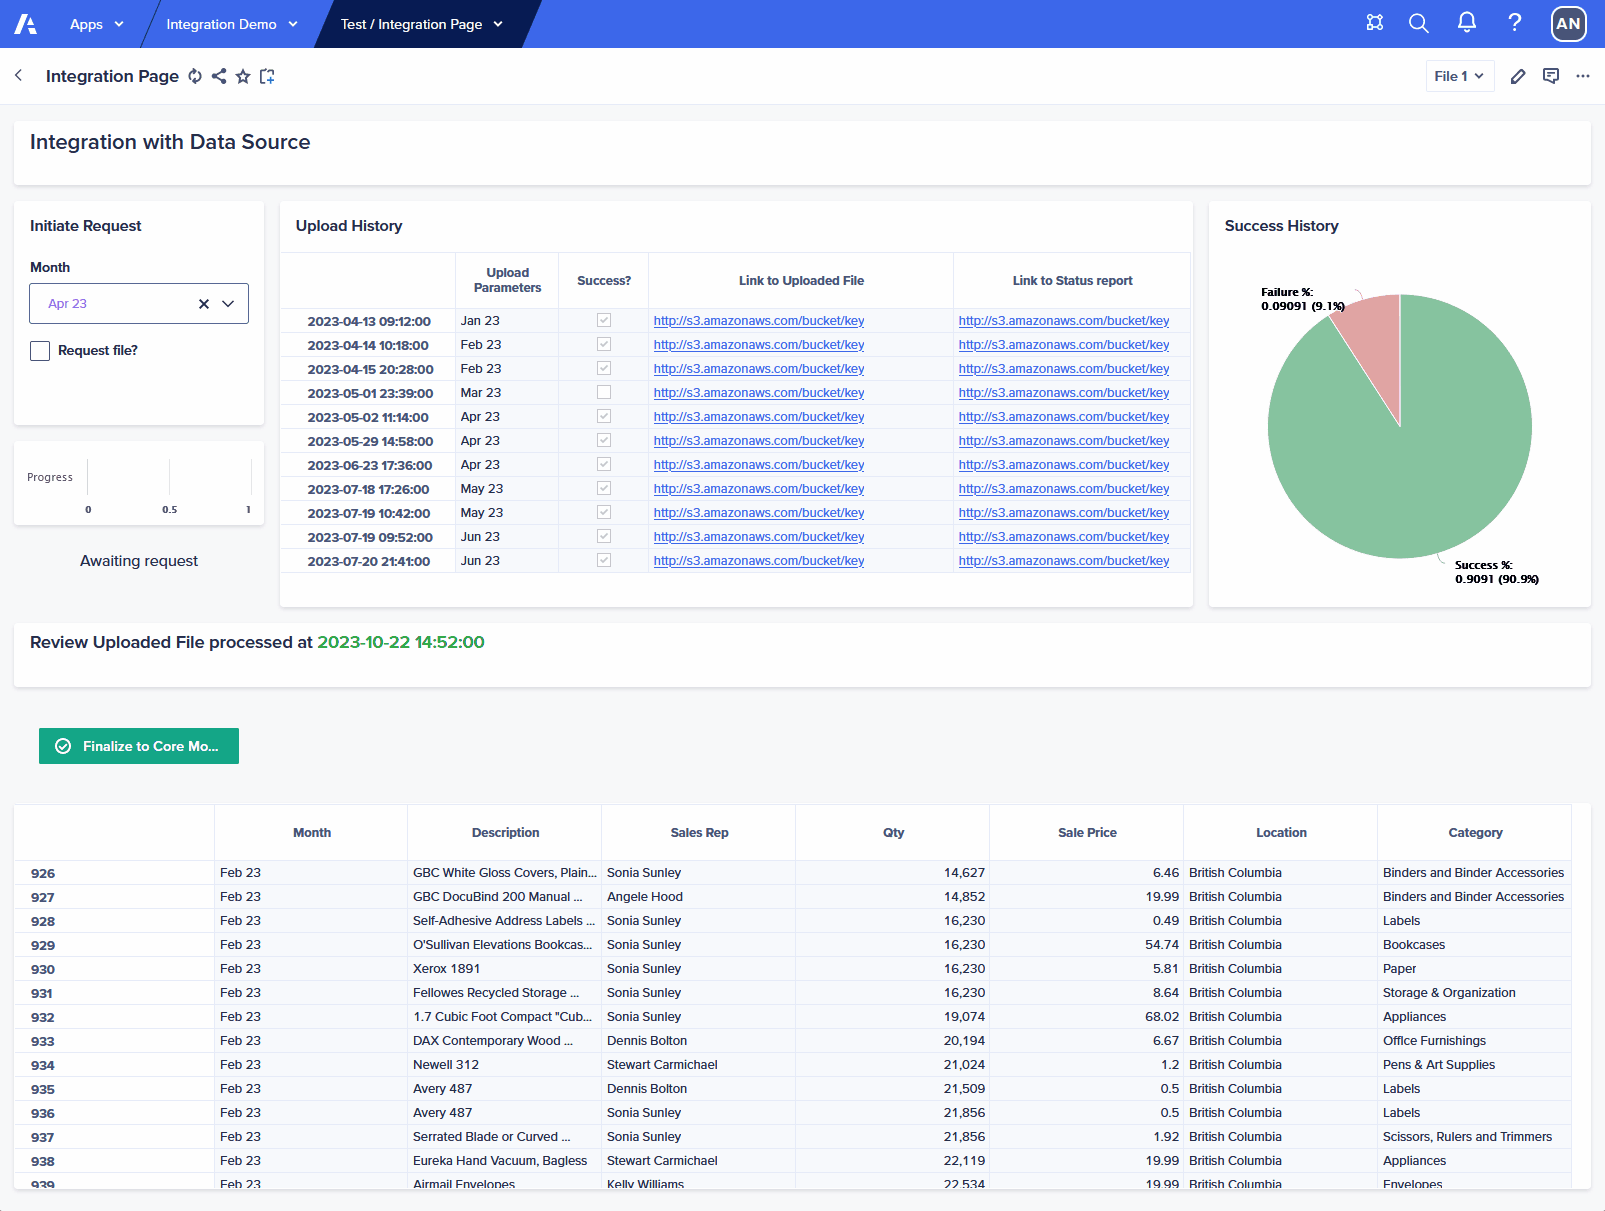 Apps
Integration Demo
Test / Integration Page
AN
Integration Page
File 1
Integration with Data Source
Initiate Request
Month
Apr 23
Request file?
Progress
0 0.5 1
Awaiting request
Upload History
Upload Parameters Success? Link to Uploaded File Link to Status report
2023-04-13 09:12:00 Jan 23 http://s3.amazonaws.com/bucket/key http://s3.amazonaws.com/bucket/key
2023-04-14 10:18:00 Feb 23 http://s3.amazonaws.com/bucket/key http://s3.amazonaws.com/bucket/key
2023-04-15 20:28:00 Feb 23 http://s3.amazonaws.com/bucket/key http://s3.amazonaws.com/bucket/key
2023-05-01 23:39:00 Mar 23 http://s3.amazonaws.com/bucket/key http://s3.amazonaws.com/bucket/key
2023-05-02 11:14:00 Apr 23 http://s3.amazonaws.com/bucket/key http://s3.amazonaws.com/bucket/key
2023-05-29 14:58:00 Apr 23 http://s3.amazonaws.com/bucket/key http://s3.amazonaws.com/bucket/key
2023-06-23 17:36:00 Apr 23 http://s3.amazonaws.com/bucket/key http://s3.amazonaws.com/bucket/key
2023-07-18 17:26:00 May 23 http://s3.amazonaws.com/bucket/key http://s3.amazonaws.com/bucket/key
2023-07-19 10:42:00 May 23 http://s3.amazonaws.com/bucket/key http://s3.amazonaws.com/bucket/key
2023-07-19 09:52:00 Jun 23 http://s3.amazonaws.com/bucket/key http://s3.amazonaws.com/bucket/key
2023-07-20 21:41:00 Jun 23 http://s3.amazonaws.com/bucket/key http://s3.amazonaws.com/bucket/key
Success History
Failure %:
0.09091 (9.1%)
Success %:
0.9091 (90.9%)
Review Uploaded File processed at 2023-10-22 14:52:00
Finalize to Core Mo...
Month Description Sales Rep Qty Sale Price Location Category
926 Feb 23 GBC White Gloss Covers, Plain... Sonia Sunley 14,627 6.46 British Columbia Binders and Binder Accessories
927 Feb 23 GBC DocuBind 200 Manual ... Angele Hood 14,852 19.99 British Columbia Binders and Binder Accessories
928 Feb 23 Self-Adhesive Address Labels ... Sonia Sunley 16,230 0.49 British Columbia Labels
929 Feb 23 O'Sullivan Elevations Bookcas... Sonia Sunley 16,230 54.74 British Columbia Bookcases
930 Feb 23 Xerox 1891 Sonia Sunley 16,230 5.81 British Columbia Paper
931 Feb 23 Fellowes Recycled Storage ... Sonia Sunley 16,230 8.64 British Columbia Storage & Organization
932 Feb 23 1.7 Cubic Foot Compact "Cub... Sonia Sunley 19,074 68.02 British Columbia Appliances
933 Feb 23 DAX Contemporary Wood ... Dennis Bolton 20,194 6.67 British Columbia Office Furnishings
934 Feb 23 Newell 312 Stewart Carmichael 21,024 1.2 British Columbia Pens & Art Supplies
935 Feb 23 Avery 487 Dennis Bolton 21,509 0.5 British Columbia Labels
936 Feb 23 Avery 487 Sonia Sunley 21,856 0.5 British Columbia Labels
937 Feb 23 Serrated Blade or Curved ... Sonia Sunley 21,856 1.92 British Columbia Scissors, Rulers and Trimmers
938 Feb 23 Eureka Hand Vacuum, Bagless Stewart Carmichael 22,119 19.99 British Columbia Appliances
939 Feb 23 Airmail Envelopes Kelly Williams 22,534 19.99 British Columbia Envelopes